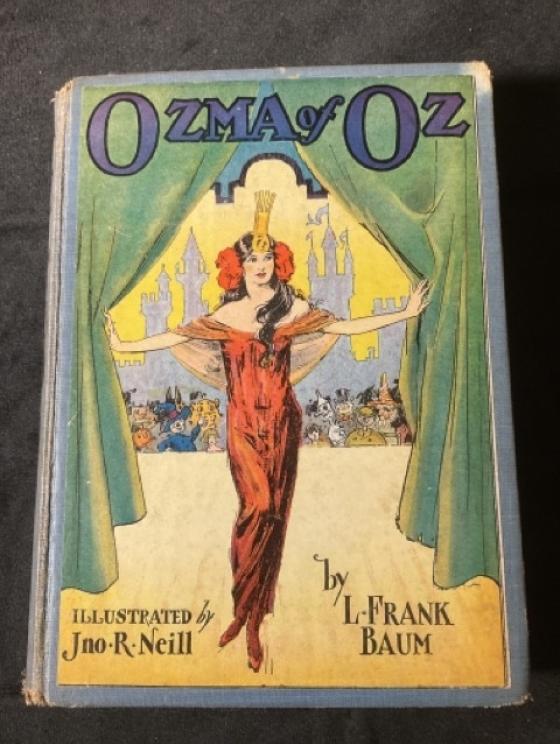 OZMA of OZ
ILLUSTRATED by
Jno·R·Neill
by
L·FRANK
BAUM